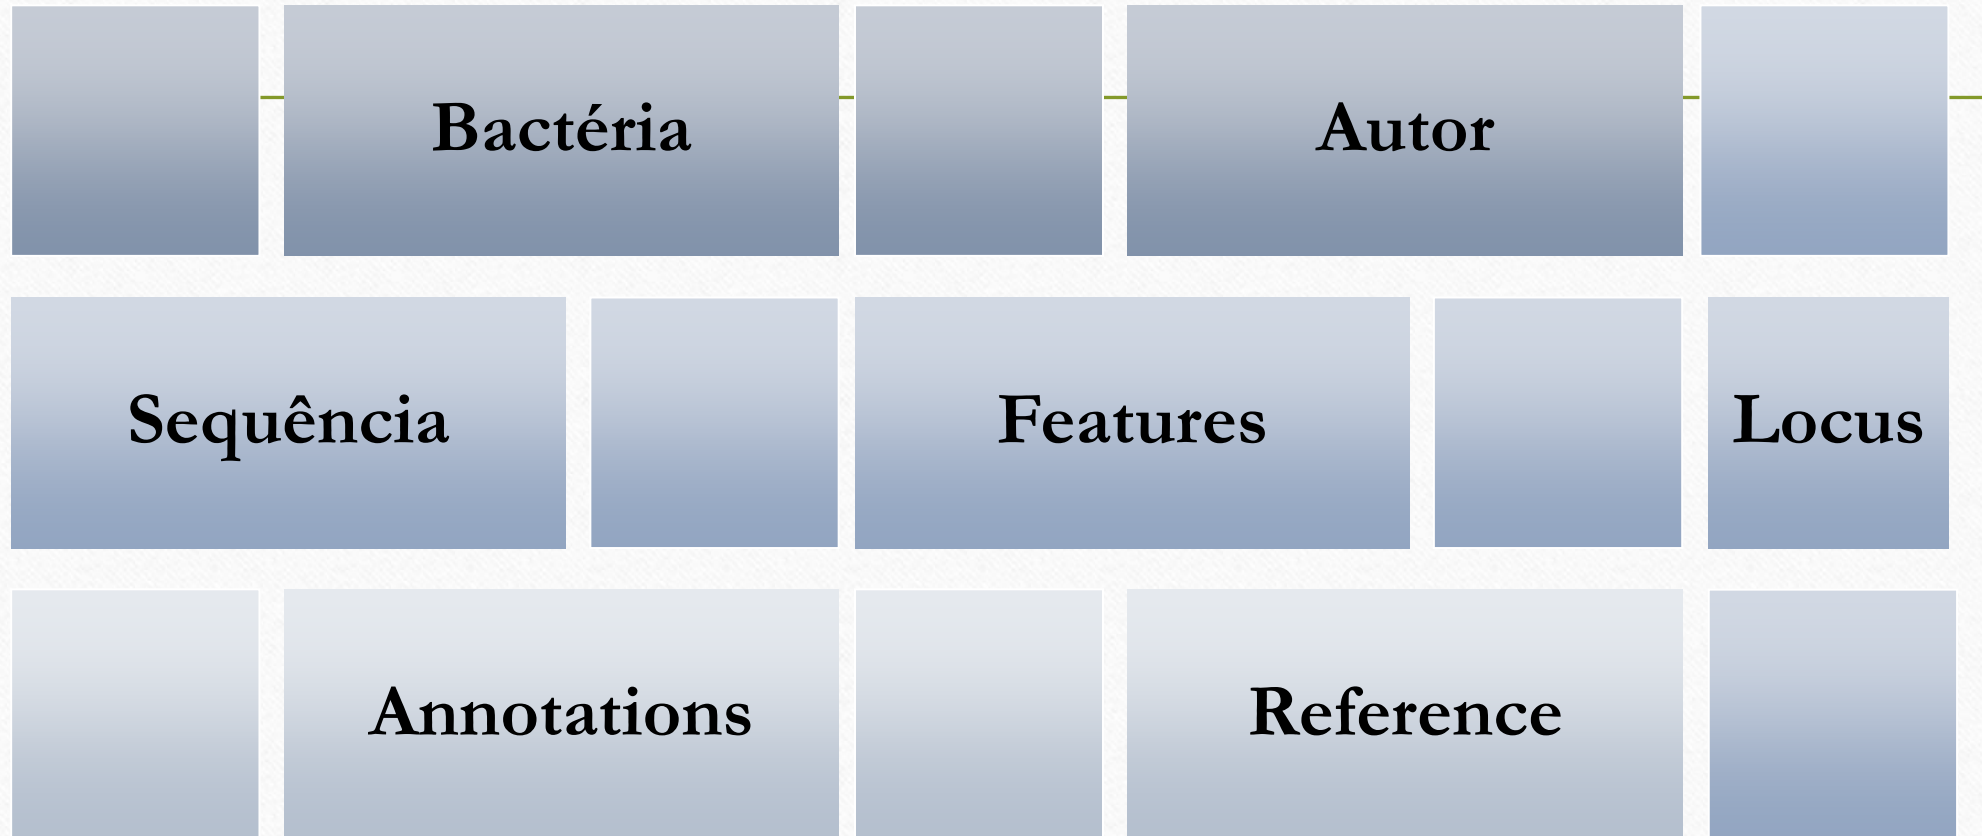 Bactéria
Autor
Sequência
Features
Locus
Annotations
Reference